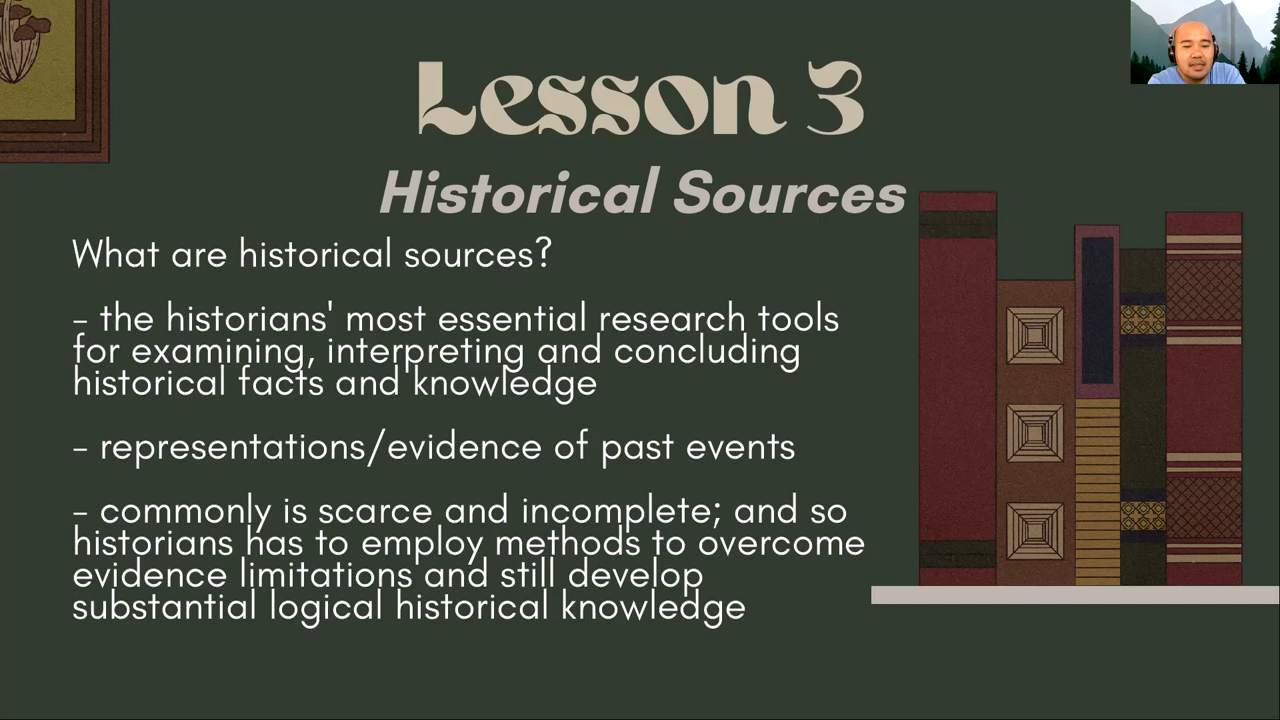 Lesson 3
Historical Sources
What are historical sources?
- the historians' most essential research tools
for examining, interpreting and concluding
historical facts and knowledge
- representations/evidence of past events
- commonly is scarce and incomplete; and so
historians has to employ methods to overcome
evidence limitations and still develop
substantial logical historical knowledge